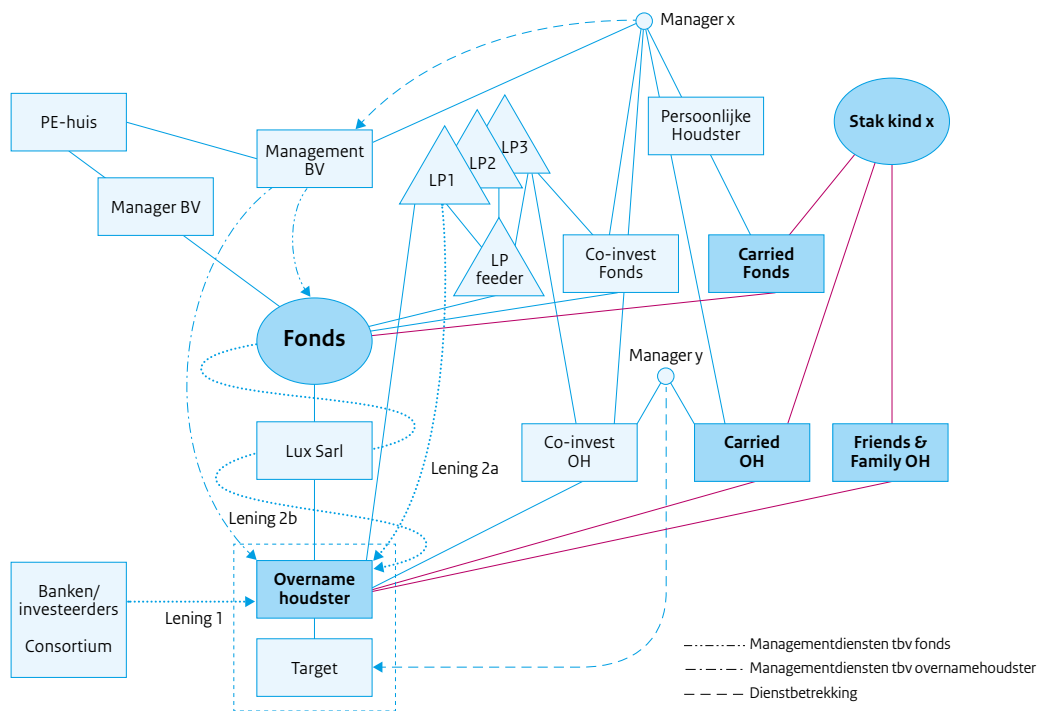 Manager x
PE-huis
Management
BV
Manager BV
LP1
LP2
LP3
LP
feeder
Persoonlijke
Houdster
Stak kind x
Co-invest
Fonds
Carried
Fonds
Fonds
Manager y
Lux Sarl
Lening 2a
Co-invest
OH
Carried
OH
Friends &
Family OH
Lening 2b
Banken/
investeerders
Consortium
Lening 1
Overname
houdster
Target
Managementdiensten tbv fonds
Managementdiensten tbv overnamehoudster
Dienstbetrekking